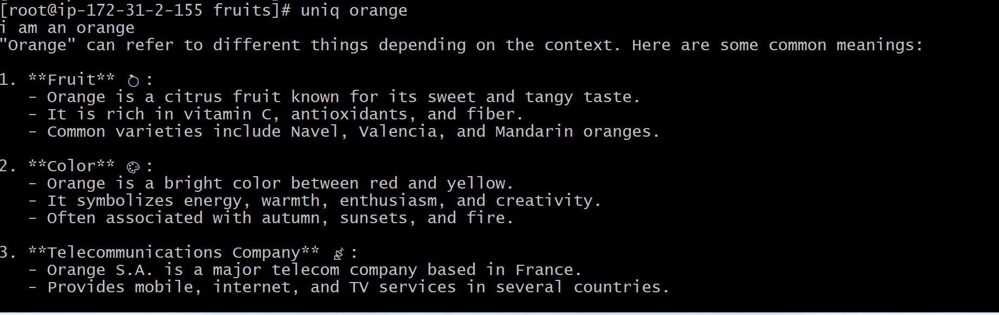 [root@ip-172-31-2-155 fruits]# uniq orange
i am an orange
"Orange" can refer to different things depending on the context. Here are some common meanings:
1. **Fruit** 🍊:
- Orange is a citrus fruit known for its sweet and tangy taste.
- It is rich in vitamin C, antioxidants, and fiber.
- Common varieties include Navel, Valencia, and Mandarin oranges.
2. **Color** 🎨:
- Orange is a bright color between red and yellow.
- It symbolizes energy, warmth, enthusiasm, and creativity.
- Often associated with autumn, sunsets, and fire.
3. **Telecommunications Company** 📡:
- Orange S.A. is a major telecom company based in France.
- Provides mobile, internet, and TV services in several countries.